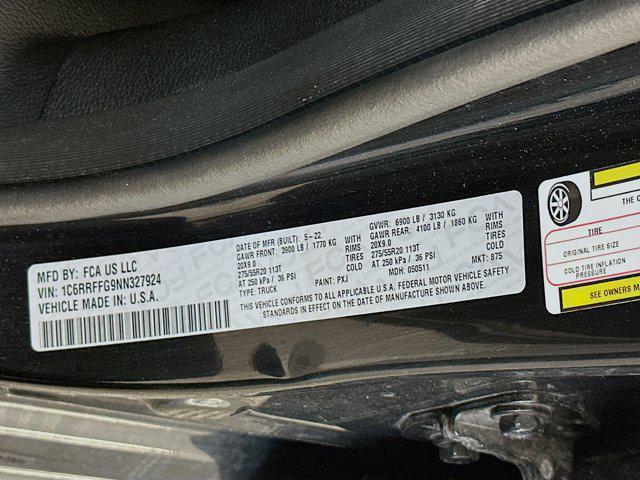 MFD BY: FCA US LLC
VIN: 1C6RRFFG9NN327924
VEHICLE MADE IN U.S.A.
DATE OF MFR (BUILT): 5-22
GAWR FRONT: 3900 LB / 1770 KG WITH
20X9.0 RIMS
275/55R20 113T TIRES
AT 250 kPa / 36 PSI COLD
TYPE: TRUCK PAINT: PXJ
GVWR: 6900 LB / 3130 KG
GAWR REAR: 4100 LB / 1860 KG WITH
20X9.0 RIMS
275/55R20 113T TIRES
AT 250 kPa / 36 PSI COLD
MDH: 050511 MKT: 875
THIS VEHICLE CONFORMS TO ALL APPLICABLE U.S.A. FEDERAL MOTOR VEHICLE SAFETY
STANDARDS IN EFFECT ON THE DATE OF MANUFACTURE SHOWN ABOVE.
THE C
TIRE
ORIGINAL
TIRE SIZE
COLD TIRE INFLATION
PRESSURE
SEE OWNERS MA